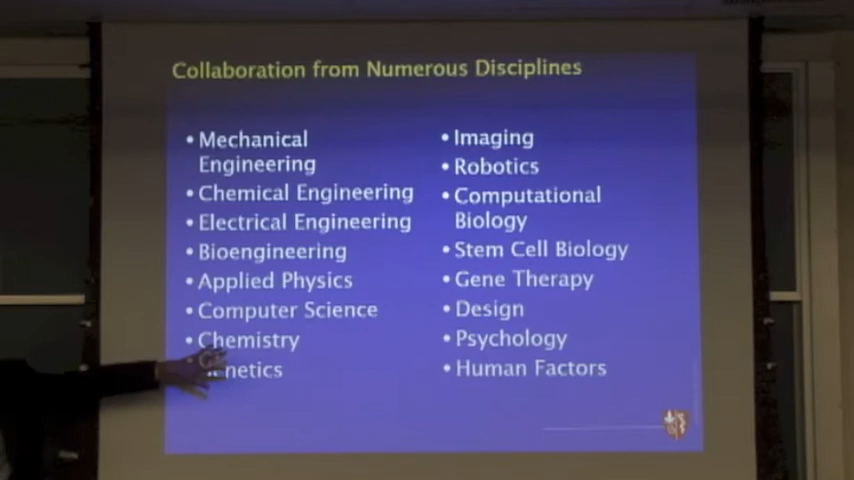 Collaboration from Numerous Disciplines
• Mechanical
Engineering
• Chemical Engineering
• Electrical Engineering
• Bioengineering
• Applied Physics
• Computer Science
• Chemistry
• Genetics
• Imaging
• Robotics
• Computational
Biology
• Stem Cell Biology
• Gene Therapy
• Design
• Psychology
• Human Factors